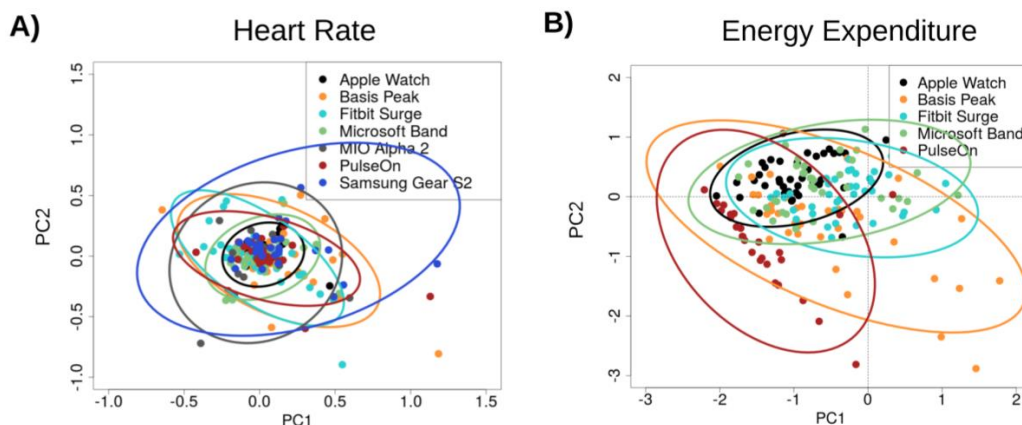 A)
Heart Rate
1.5
1.0
0.5
0.0
-0.5
-1.0
PC2
Apple Watch
Basis Peak
Fitbit Surge
Microsoft Band
MIO Alpha 2
PulseOn
Samsung Gear S2
-1.0 -0.5 0.0 0.5 1.0 1.5
PC1
B)
Energy Expenditure
2
1
0
-1
-2
-3
PC2
Apple Watch
Basis Peak
Fitbit Surge
Microsoft Band
PulseOn
-3 -2 -1 0 1 2
PC1